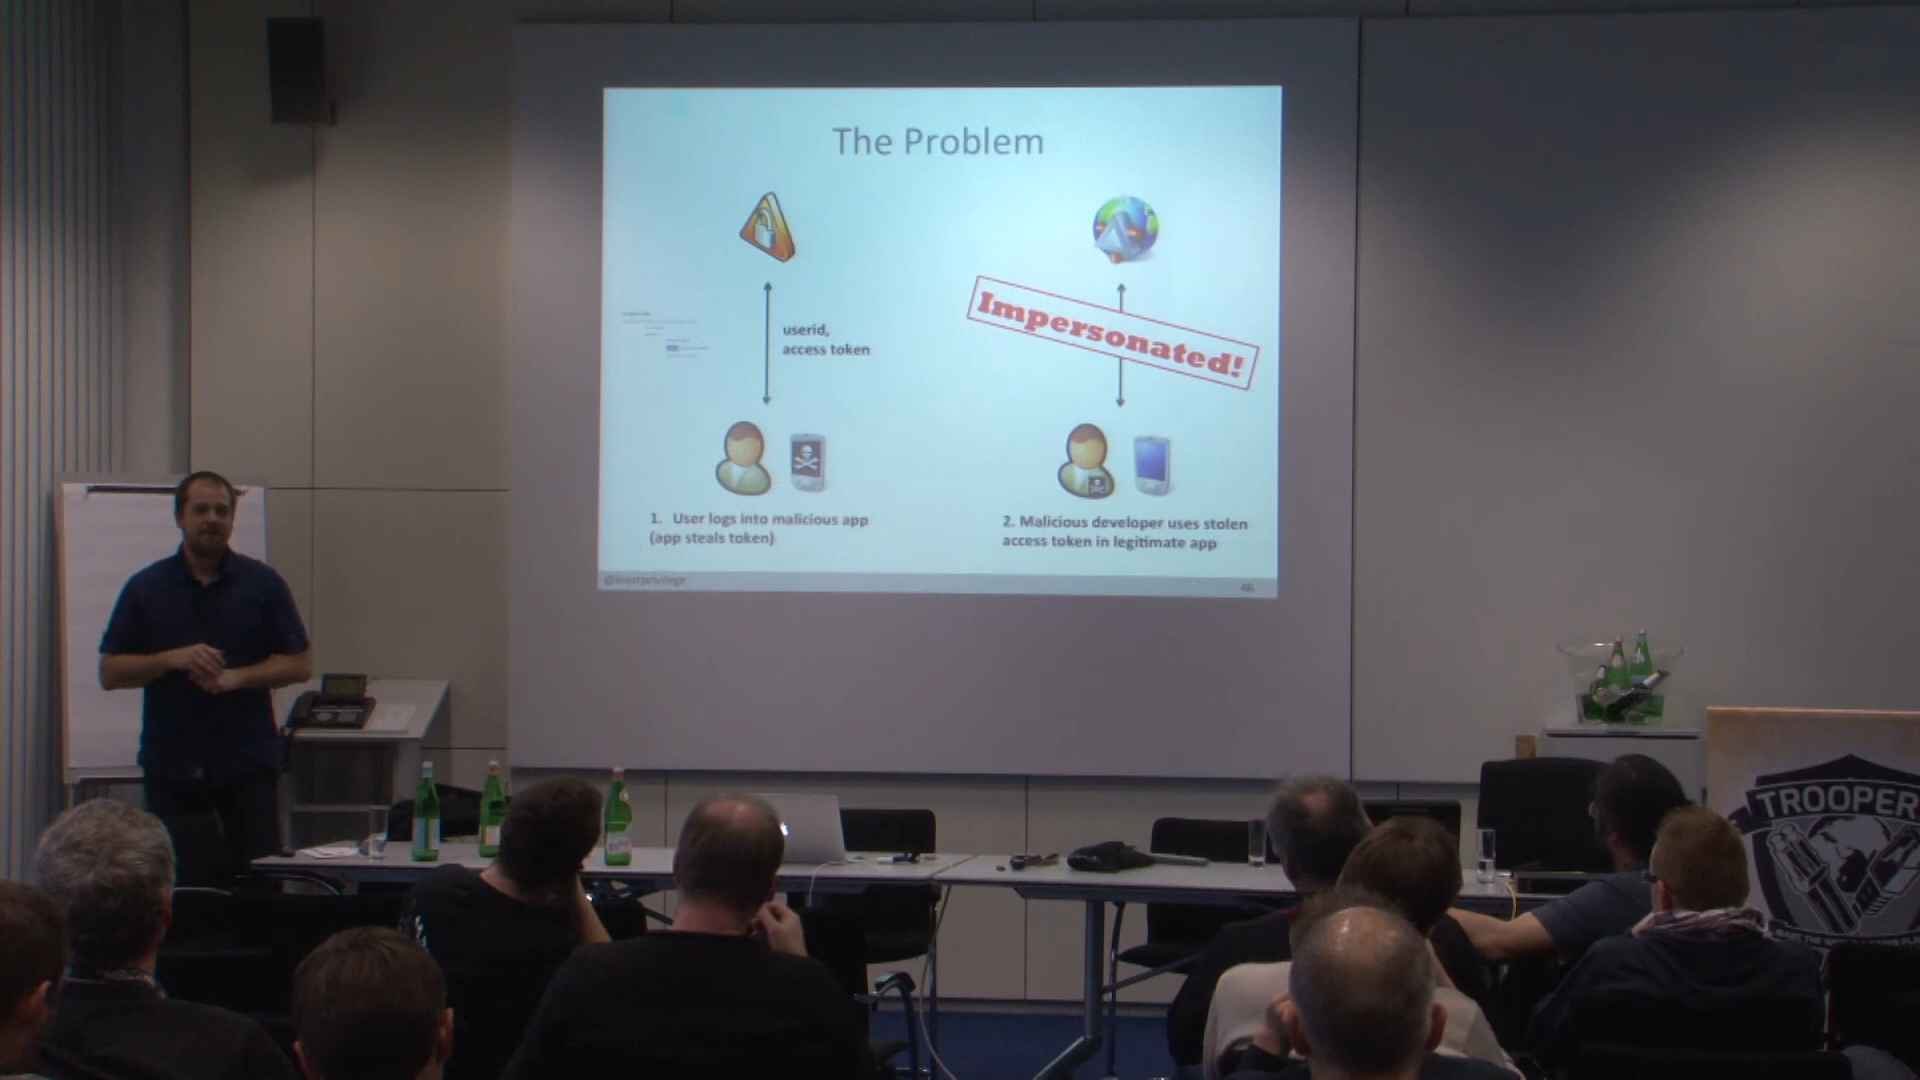 The Problem
userid,
access token
Impersonated!
1. User logs into malicious app
(app steals token)
2. Malicious developer uses stolen
access token in legitimate app
@leastprivilege
46
TROOPER